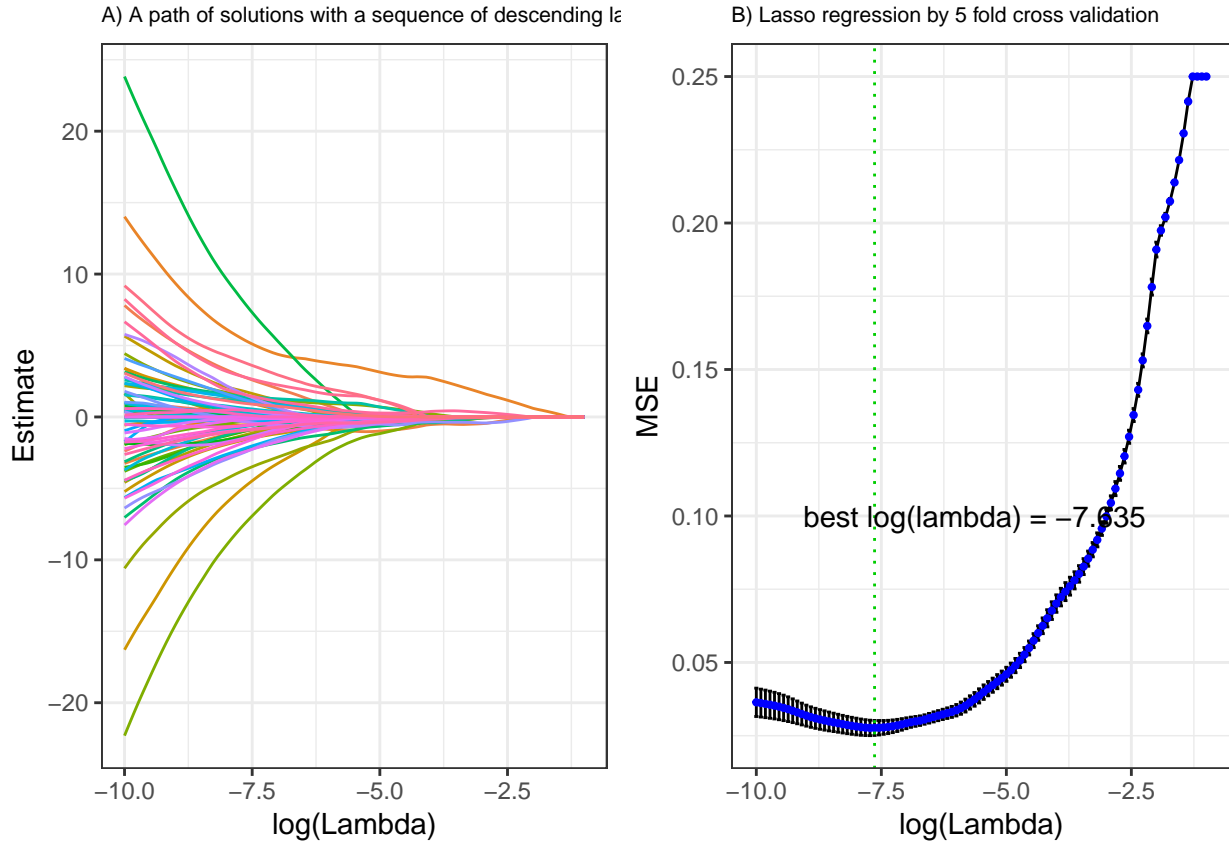 A) A path of solutions with a sequence of descending la
B) Lasso regression by 5 fold cross validation
Estimate
20
10
0
−10
−20
−10.0 −7.5 −5.0 −2.5
log(Lambda)
MSE
0.25
0.20
0.15
0.10
0.05
best log(lambda) = −7.635
−10.0 −7.5 −5.0 −2.5
log(Lambda)